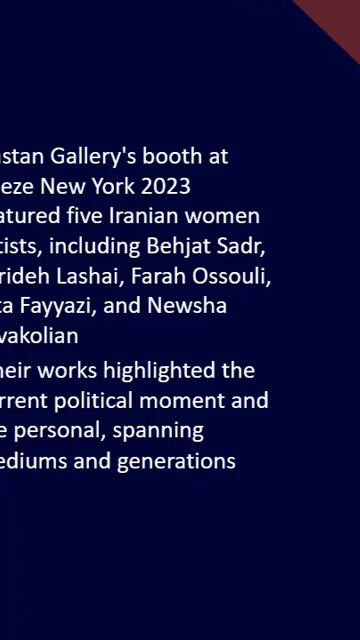 stan Gallery's booth at
eze New York 2023
atured five Iranian women
tists, including Behjat Sadr,
rideh Lashai, Farah Ossouli,
ta Fayyazi, and Newsha
vakolian
heir works highlighted the
rrent political moment and
e personal, spanning
ediums and generations